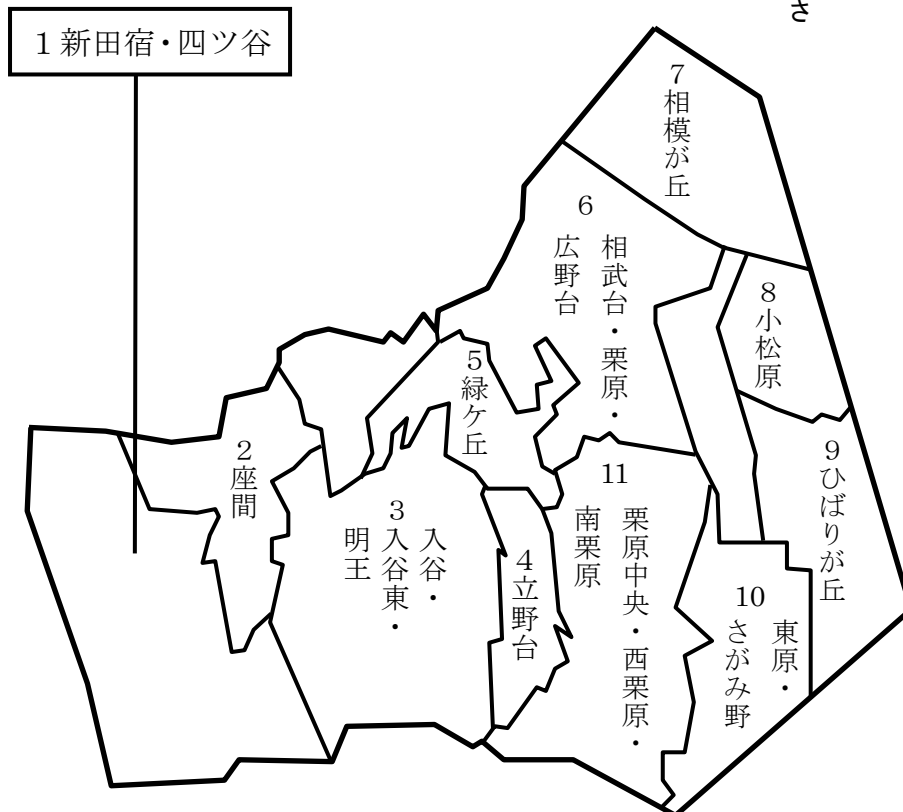 さ
1 新田宿・四ツ谷
7 相模が丘
6
相武台・栗原・
広野台
8 小松原
5 緑ケ丘
2 座間
9 ひばりが丘
11
栗原中央・西栗原・
南栗原
3
入谷・
入谷東・
明王
4 立野台
10
東原・
さがみ野